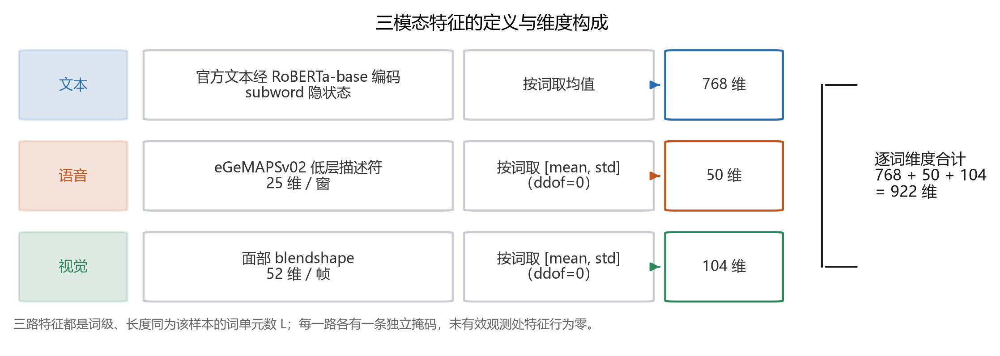 三模态特征的定义与维度构成
文本
官方文本经 RoBERTa-base 编码
subword 隐状态
按词取均值
768 维
语音
eGeMAPSv02 低层描述符
25 维 / 窗
按词取 [mean, std]
（ddof=0）
50 维
视觉
面部 blendshape
52 维 / 帧
按词取 [mean, std]
（ddof=0）
104 维
逐词维度合计
768 + 50 + 104
= 922 维
三路特征都是词级、长度同为该样本的词单元数 L；每一路各有一条独立掩码，未有效观测处特征行为零。